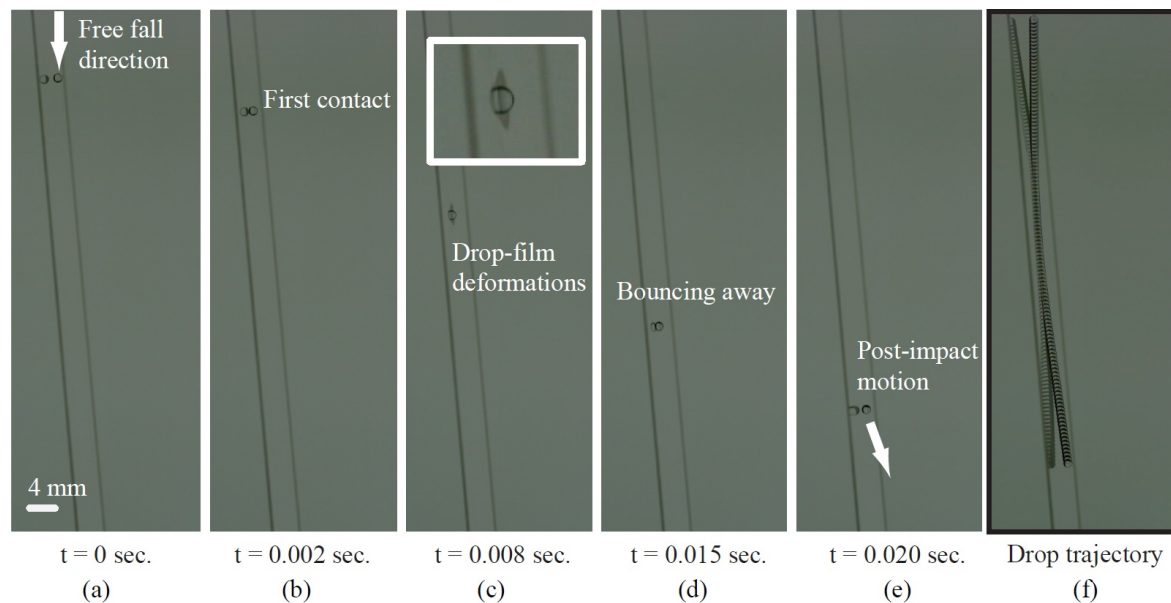 Free fall
direction
4 mm
t = 0 sec.
(a)
First contact
t = 0.002 sec.
(b)
Drop-film
deformations
t = 0.008 sec.
(c)
Bouncing away
t = 0.015 sec.
(d)
Post-impact
motion
t = 0.020 sec.
(e)
Drop trajectory
(f)